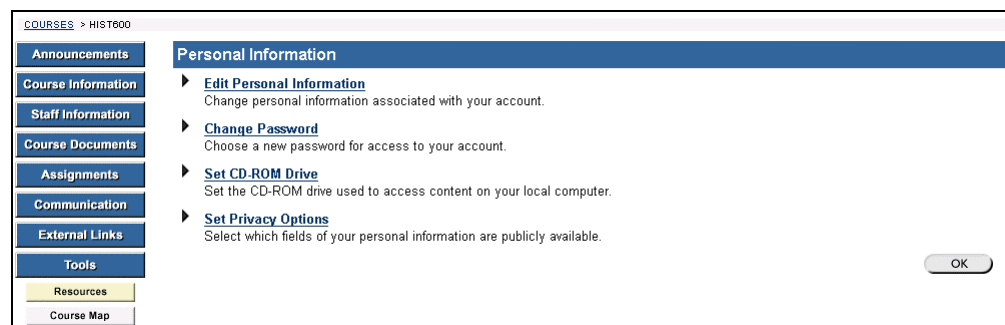 COURSES > HIST600
Announcements
Course Information
Staff Information
Course Documents
Assignments
Communication
External Links
Tools
Resources
Course Map
Personal Information
Edit Personal Information
Change personal information associated with your account.
Change Password
Choose a new password for access to your account.
Set CD-ROM Drive
Set the CD-ROM drive used to access content on your local computer.
Set Privacy Options
Select which fields of your personal information are publicly available.
OK